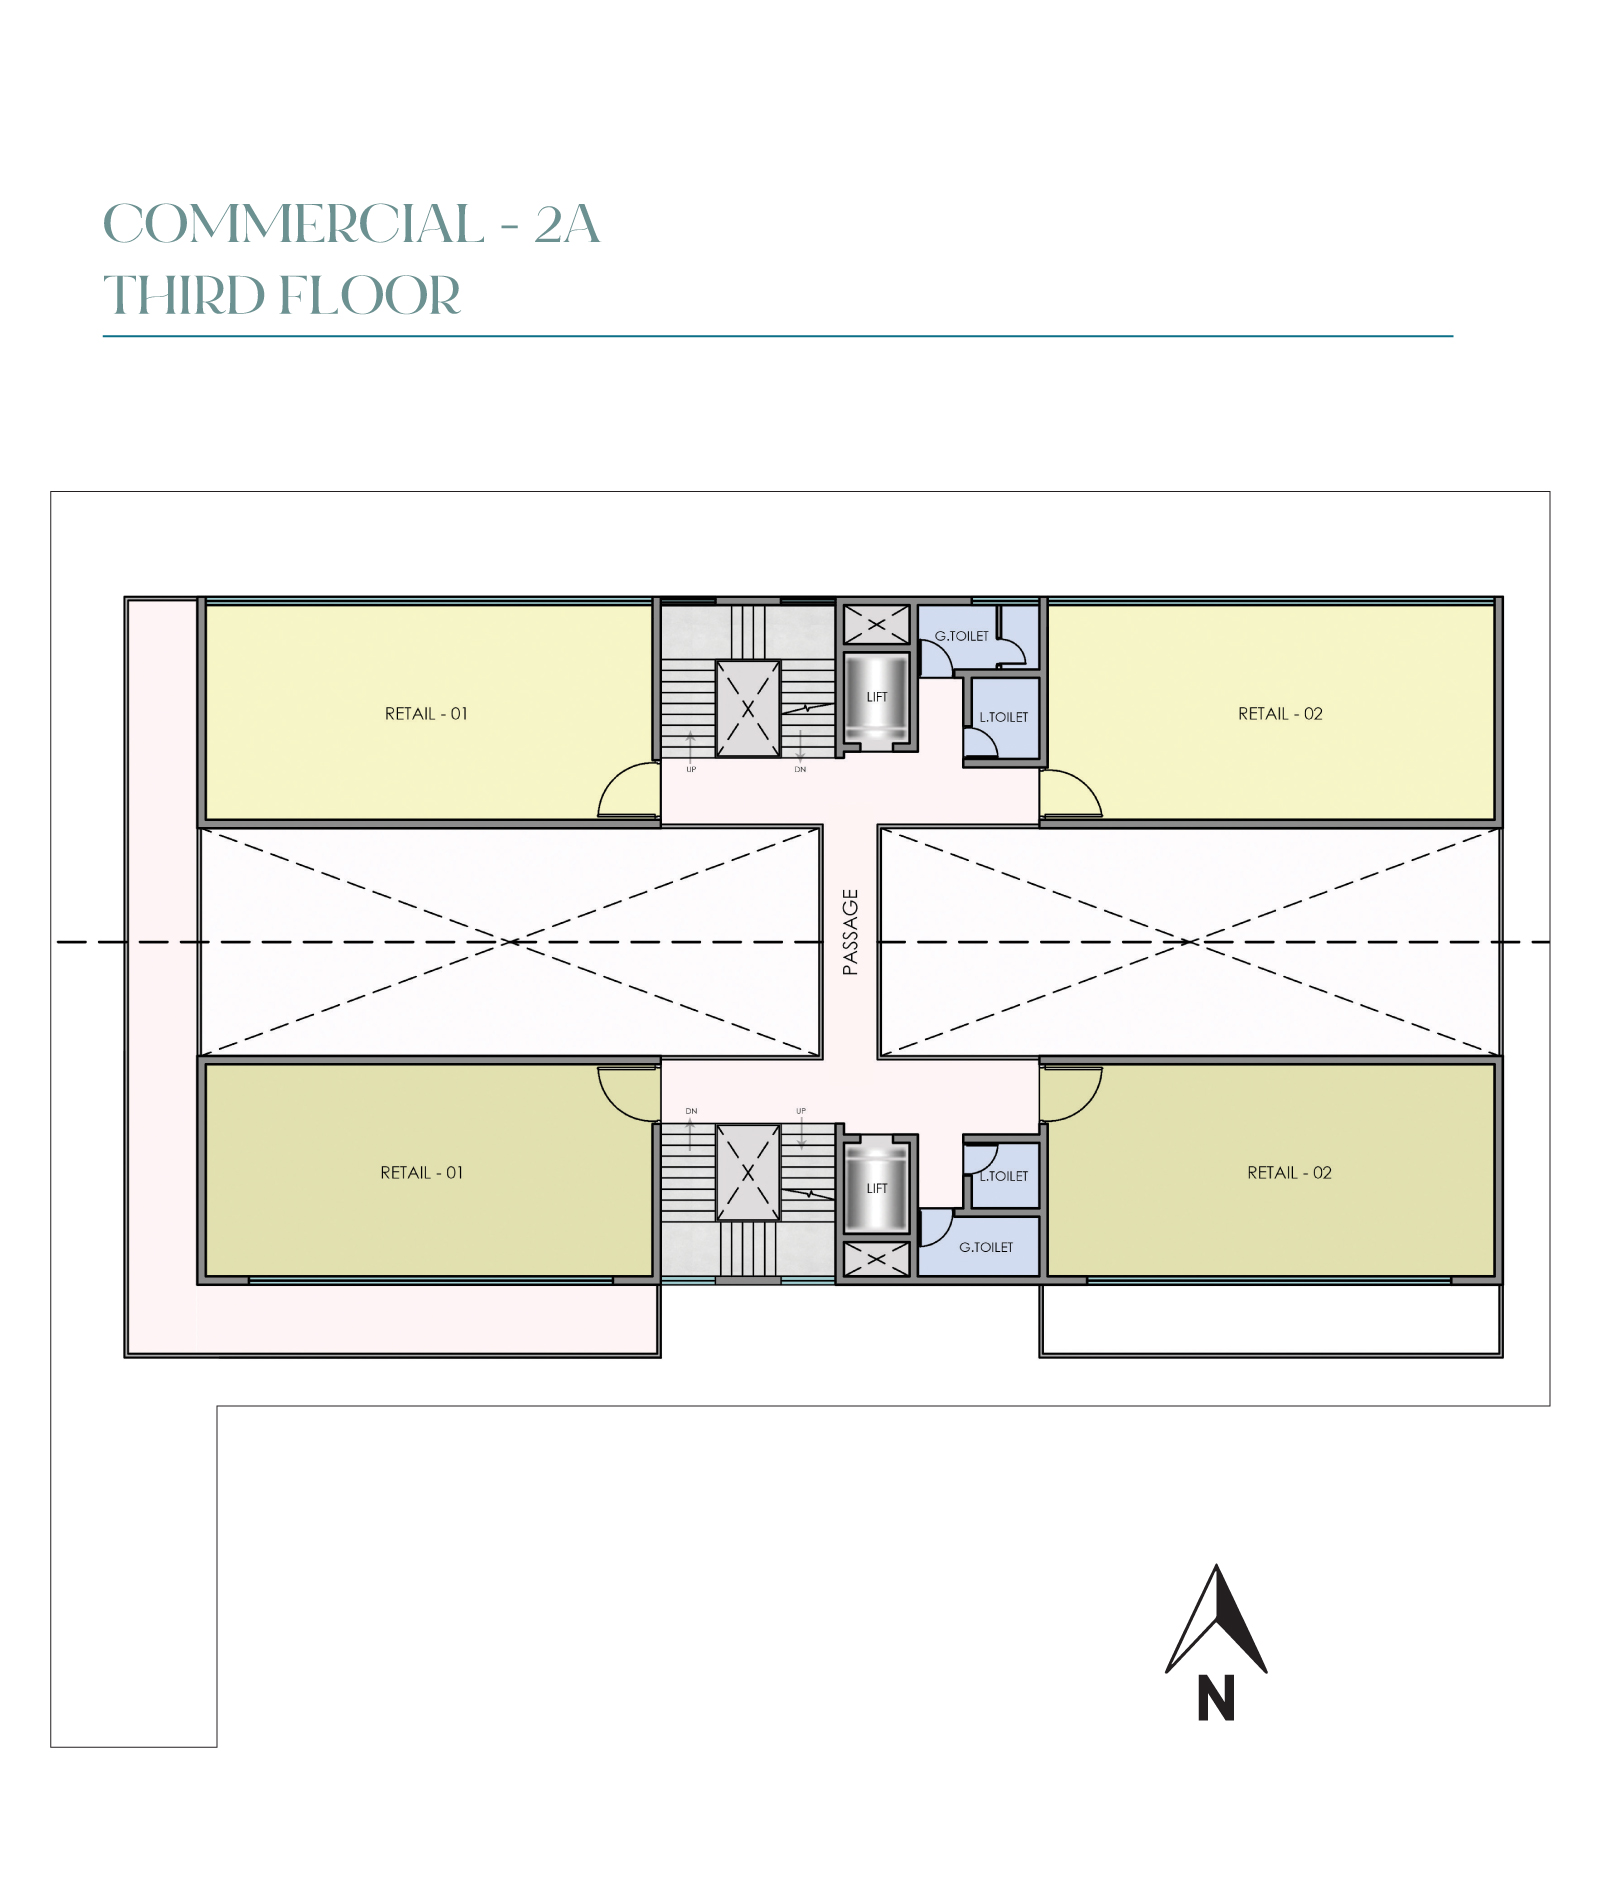 COMMERCIAL - 2A
THIRD FLOOR
G.TOILET
LIFT
RETAIL - 01
L.TOILET
RETAIL - 02
UP
DN
PASSAGE
DN
UP
RETAIL - 01
L.TOILET
RETAIL - 02
LIFT
G.TOILET
N